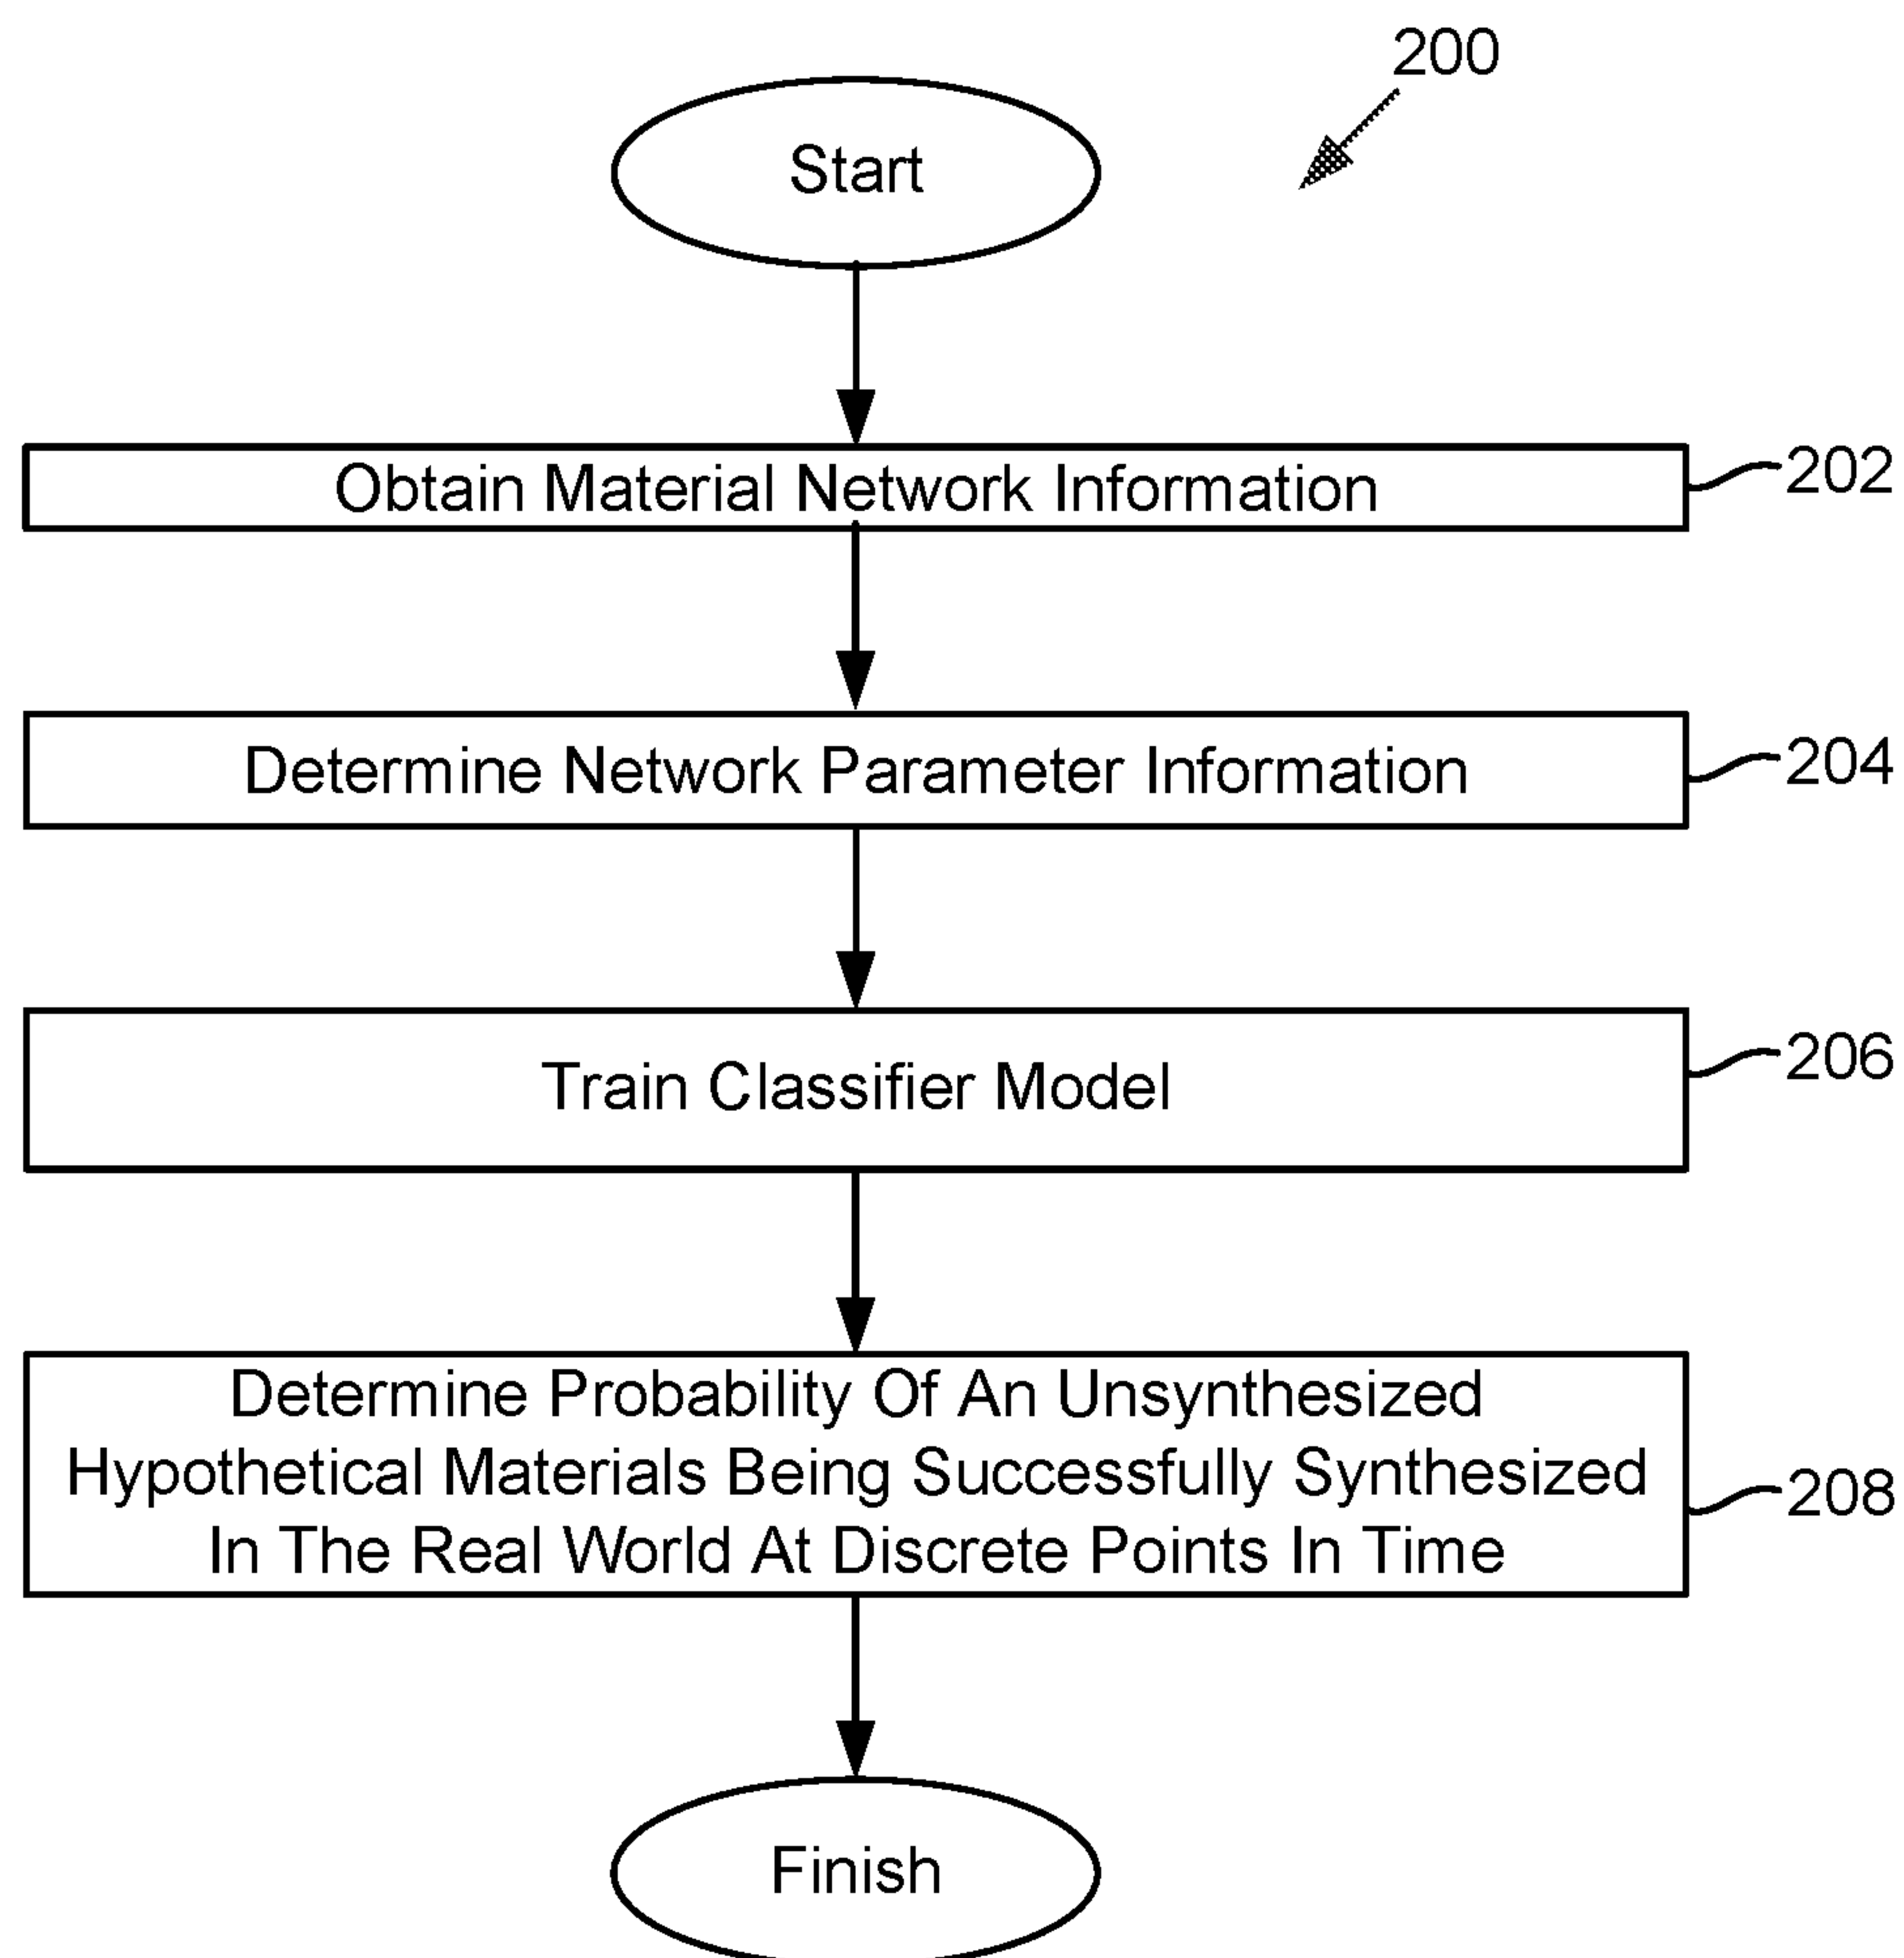 200
Start
Obtain Material Network Information
202
Determine Network Parameter Information
204
Train Classifier Model
206
Determine Probability Of An Unsynthesized
Hypothetical Materials Being Successfully Synthesized
In The Real World At Discrete Points In Time
208
Finish